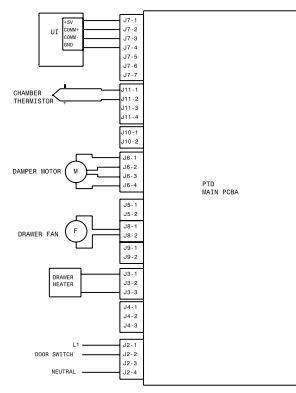 +5V
COMM+
COMM-
GND
UI
J7-1
J7-2
J7-3
J7-4
J7-5
J7-6
J7-7
CHAMBER
THERMISTOR
J11-1
J11-2
J11-3
J11-4
J10-1
J10-2
DAMPER MOTOR
M
J6-1
J6-2
J6-3
J6-4
PTD
MAIN PCBA
J5-1
J5-2
DRAWER FAN
F
J8-1
J8-2
J9-1
J9-2
DRAWER
HEATER
J3-1
J3-2
J3-3
J4-1
J4-2
J4-3
L1
J2-1
DOOR SWITCH
J2-2
J2-3
NEUTRAL
J2-4